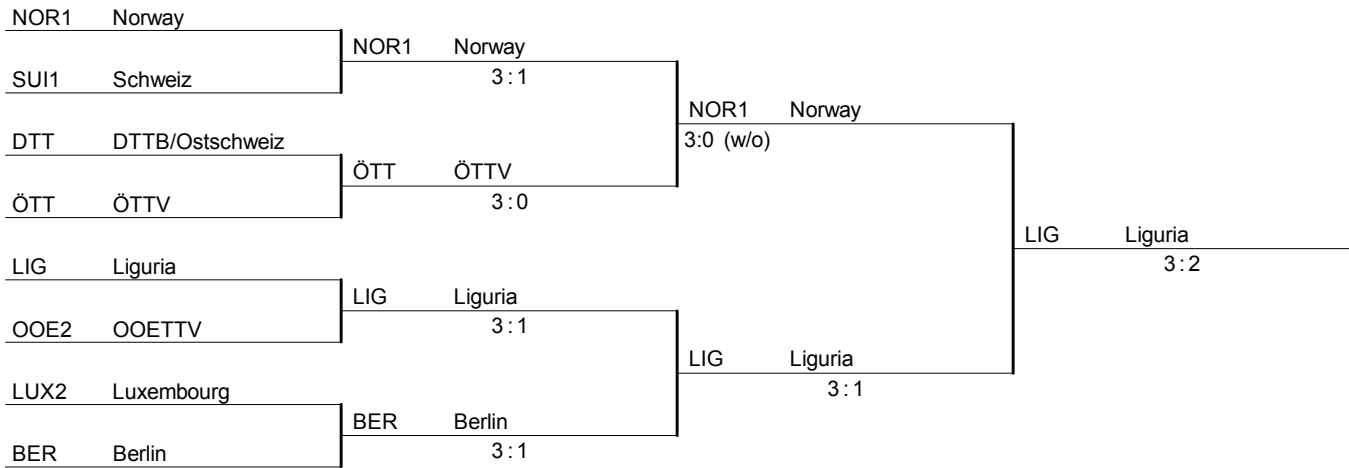 NOR1 Norway
NOR1 Norway
SUI1 Schweiz
3 : 1
NOR1 Norway
DTT DTTB/Ostschweiz
3:0 (w/o)
ÖTT ÖTTV
ÖTT ÖTTV
3 : 0
LIG Liguria
LIG Liguria
3 : 2
LIG Liguria
OOE2 OOETTV
3 : 1
LIG Liguria
LUX2 Luxembourg
3 : 1
BER Berlin
BER Berlin
3 : 1